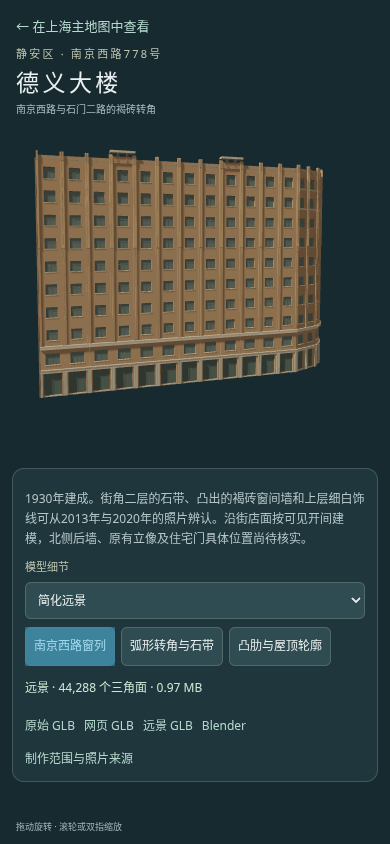 ← 在上海主地图中查看
静安区 · 南京西路778号
德义大楼
南京西路与石门二路的褐砖转角
1930年建成。街角二层的石带、凸出的褐砖窗间墙和上层细白饰
线可从2013年与2020年的照片辨认。沿街店面按可见开间建
模，北侧后墙、原有立像及住宅门具体位置尚待核实。
模型细节
简化远景
南京西路窗列 弧形转角与石带 凸肋与屋顶轮廓
远景 · 44,288 个三角面 · 0.97 MB
原始 GLB 网页 GLB 远景 GLB Blender
制作范围与照片来源
拖动旋转 · 滚轮或双指缩放